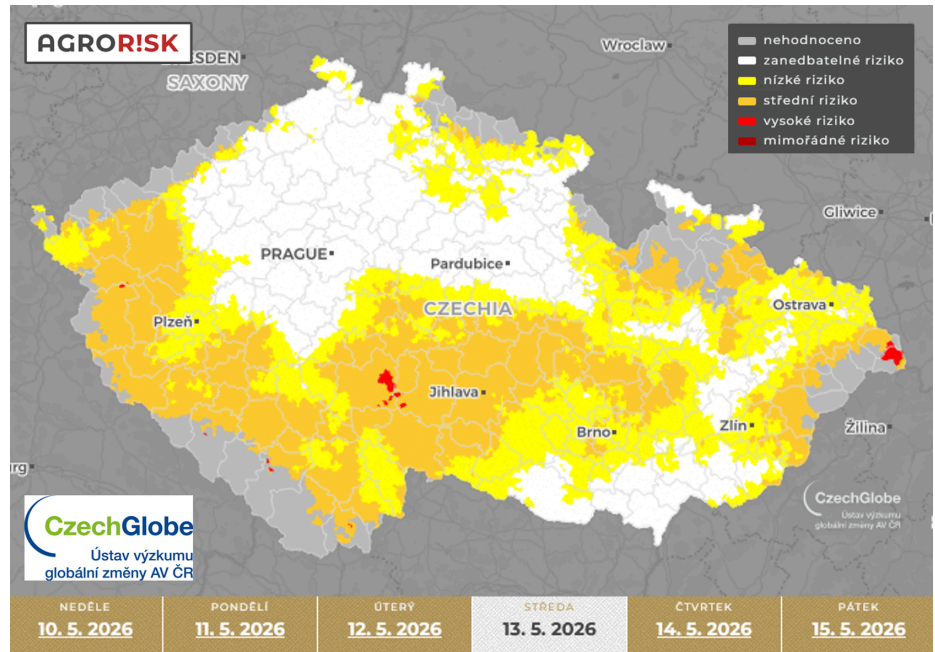 AGROR!SK
SAXONY
Wroclaw
nehodnoceno
zanedbatelné riziko
nízké riziko
střední riziko
vysoké riziko
mimořádné riziko
Gliwice
PRAGUE
Pardubice
CZECHIA
Ostrava
Plzeň
Jihlava
Brno
Zlín
Žilina
CzechGlobe
Ústav výzkumu
globální změny AV ČR
CzechGlobe
Ústav výzkumu
globální změny AV ČR
NEDĚLE
10. 5. 2026
PONDĚLÍ
11. 5. 2026
ÚTERÝ
12. 5. 2026
STŘEDA
13. 5. 2026
ČTVRTEK
14. 5. 2026
PÁTEK
15. 5. 2026